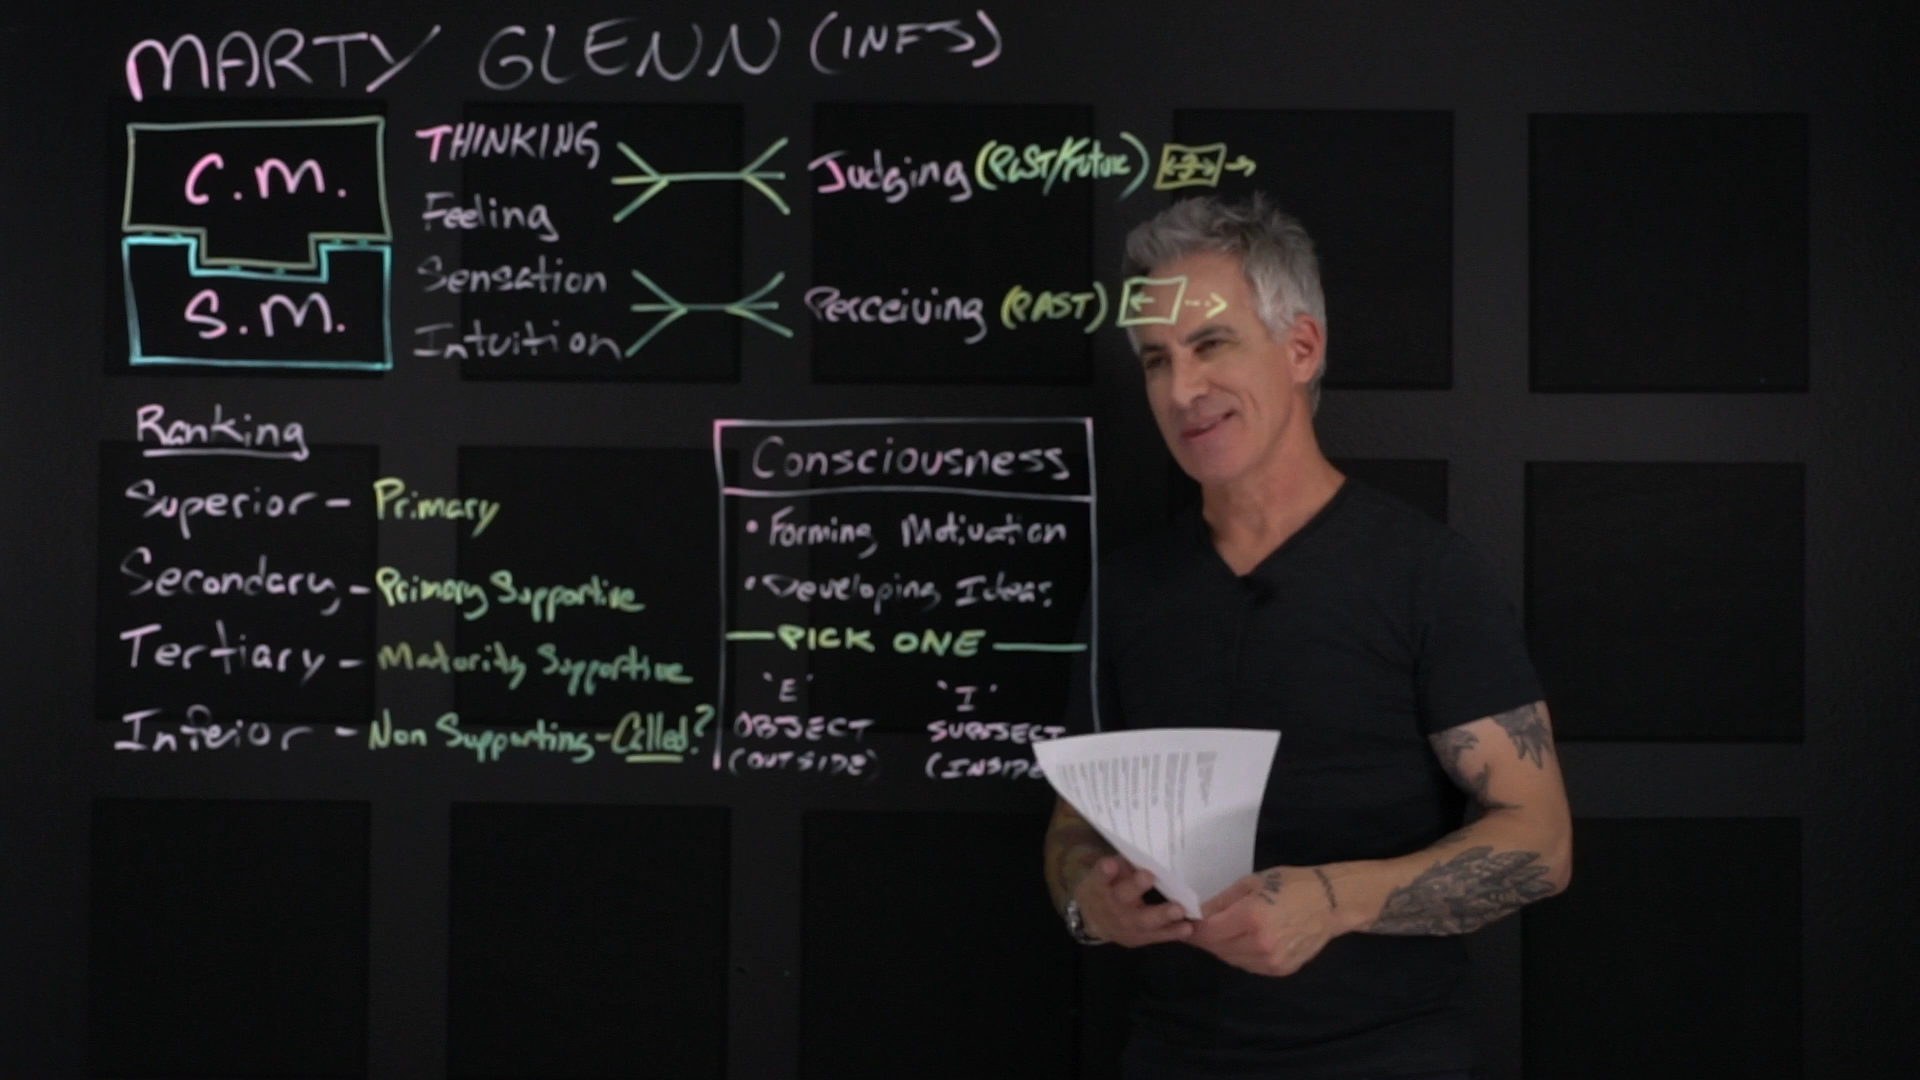 MARTY GLENN (INFJ)
C.M.
S.M.
THINKING
Feeling
Sensation
Intuition
Judging (PAST/Future)
Perceiving (PAST)
Ranking
Superior - Primary
Secondary - Primary Supportive
Tertiary - Maturity Supportive
Inferior - Non Supporting - Called?
Consciousness
• Forming Motivation
• Developing Ideas
PICK ONE
'E' 'I'
OBJECT SUBJECT
(OUTSIDE) (INSIDE